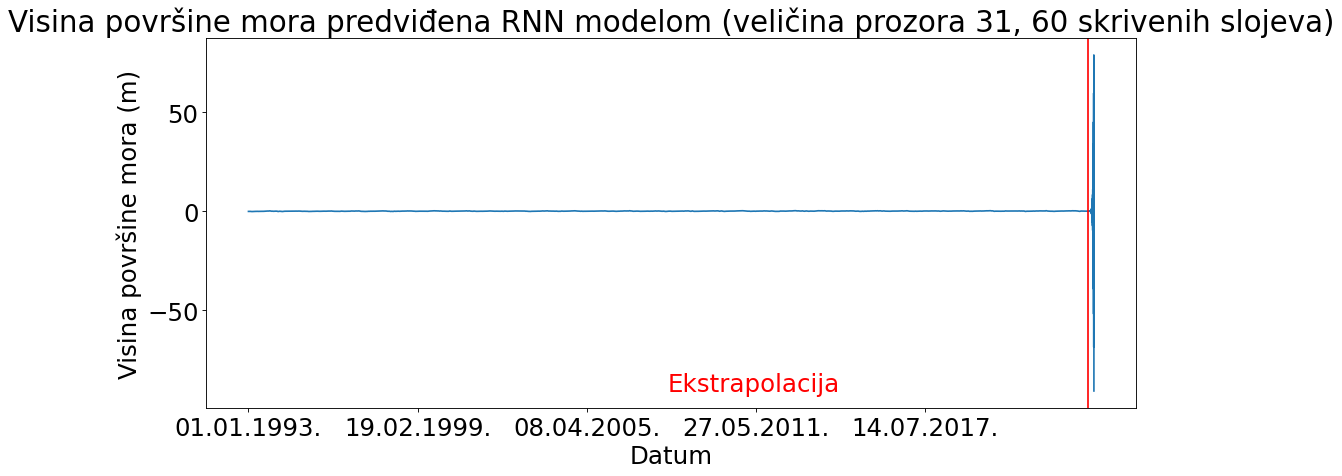 Visina površine mora predviđena RNN modelom (veličina prozora 31, 60 skrivenih slojeva)
Visina površine mora (m)
50
0
−50
Ekstrapolacija
01.01.1993. 19.02.1999. 08.04.2005. 27.05.2011. 14.07.2017.
Datum